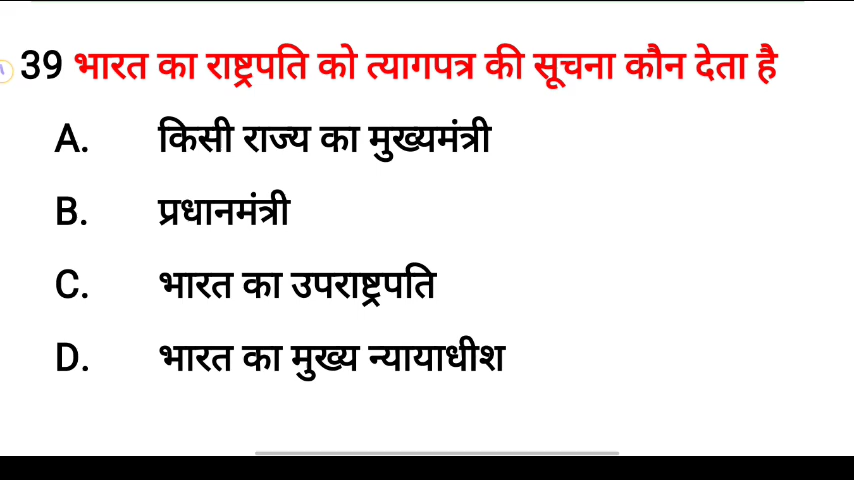 39 भारत का राष्ट्रपति को त्यागपत्र की सूचना कौन देता है
A. किसी राज्य का मुख्यमंत्री
B. प्रधानमंत्री
C. भारत का उपराष्ट्रपति
D. भारत का मुख्य न्यायाधीश